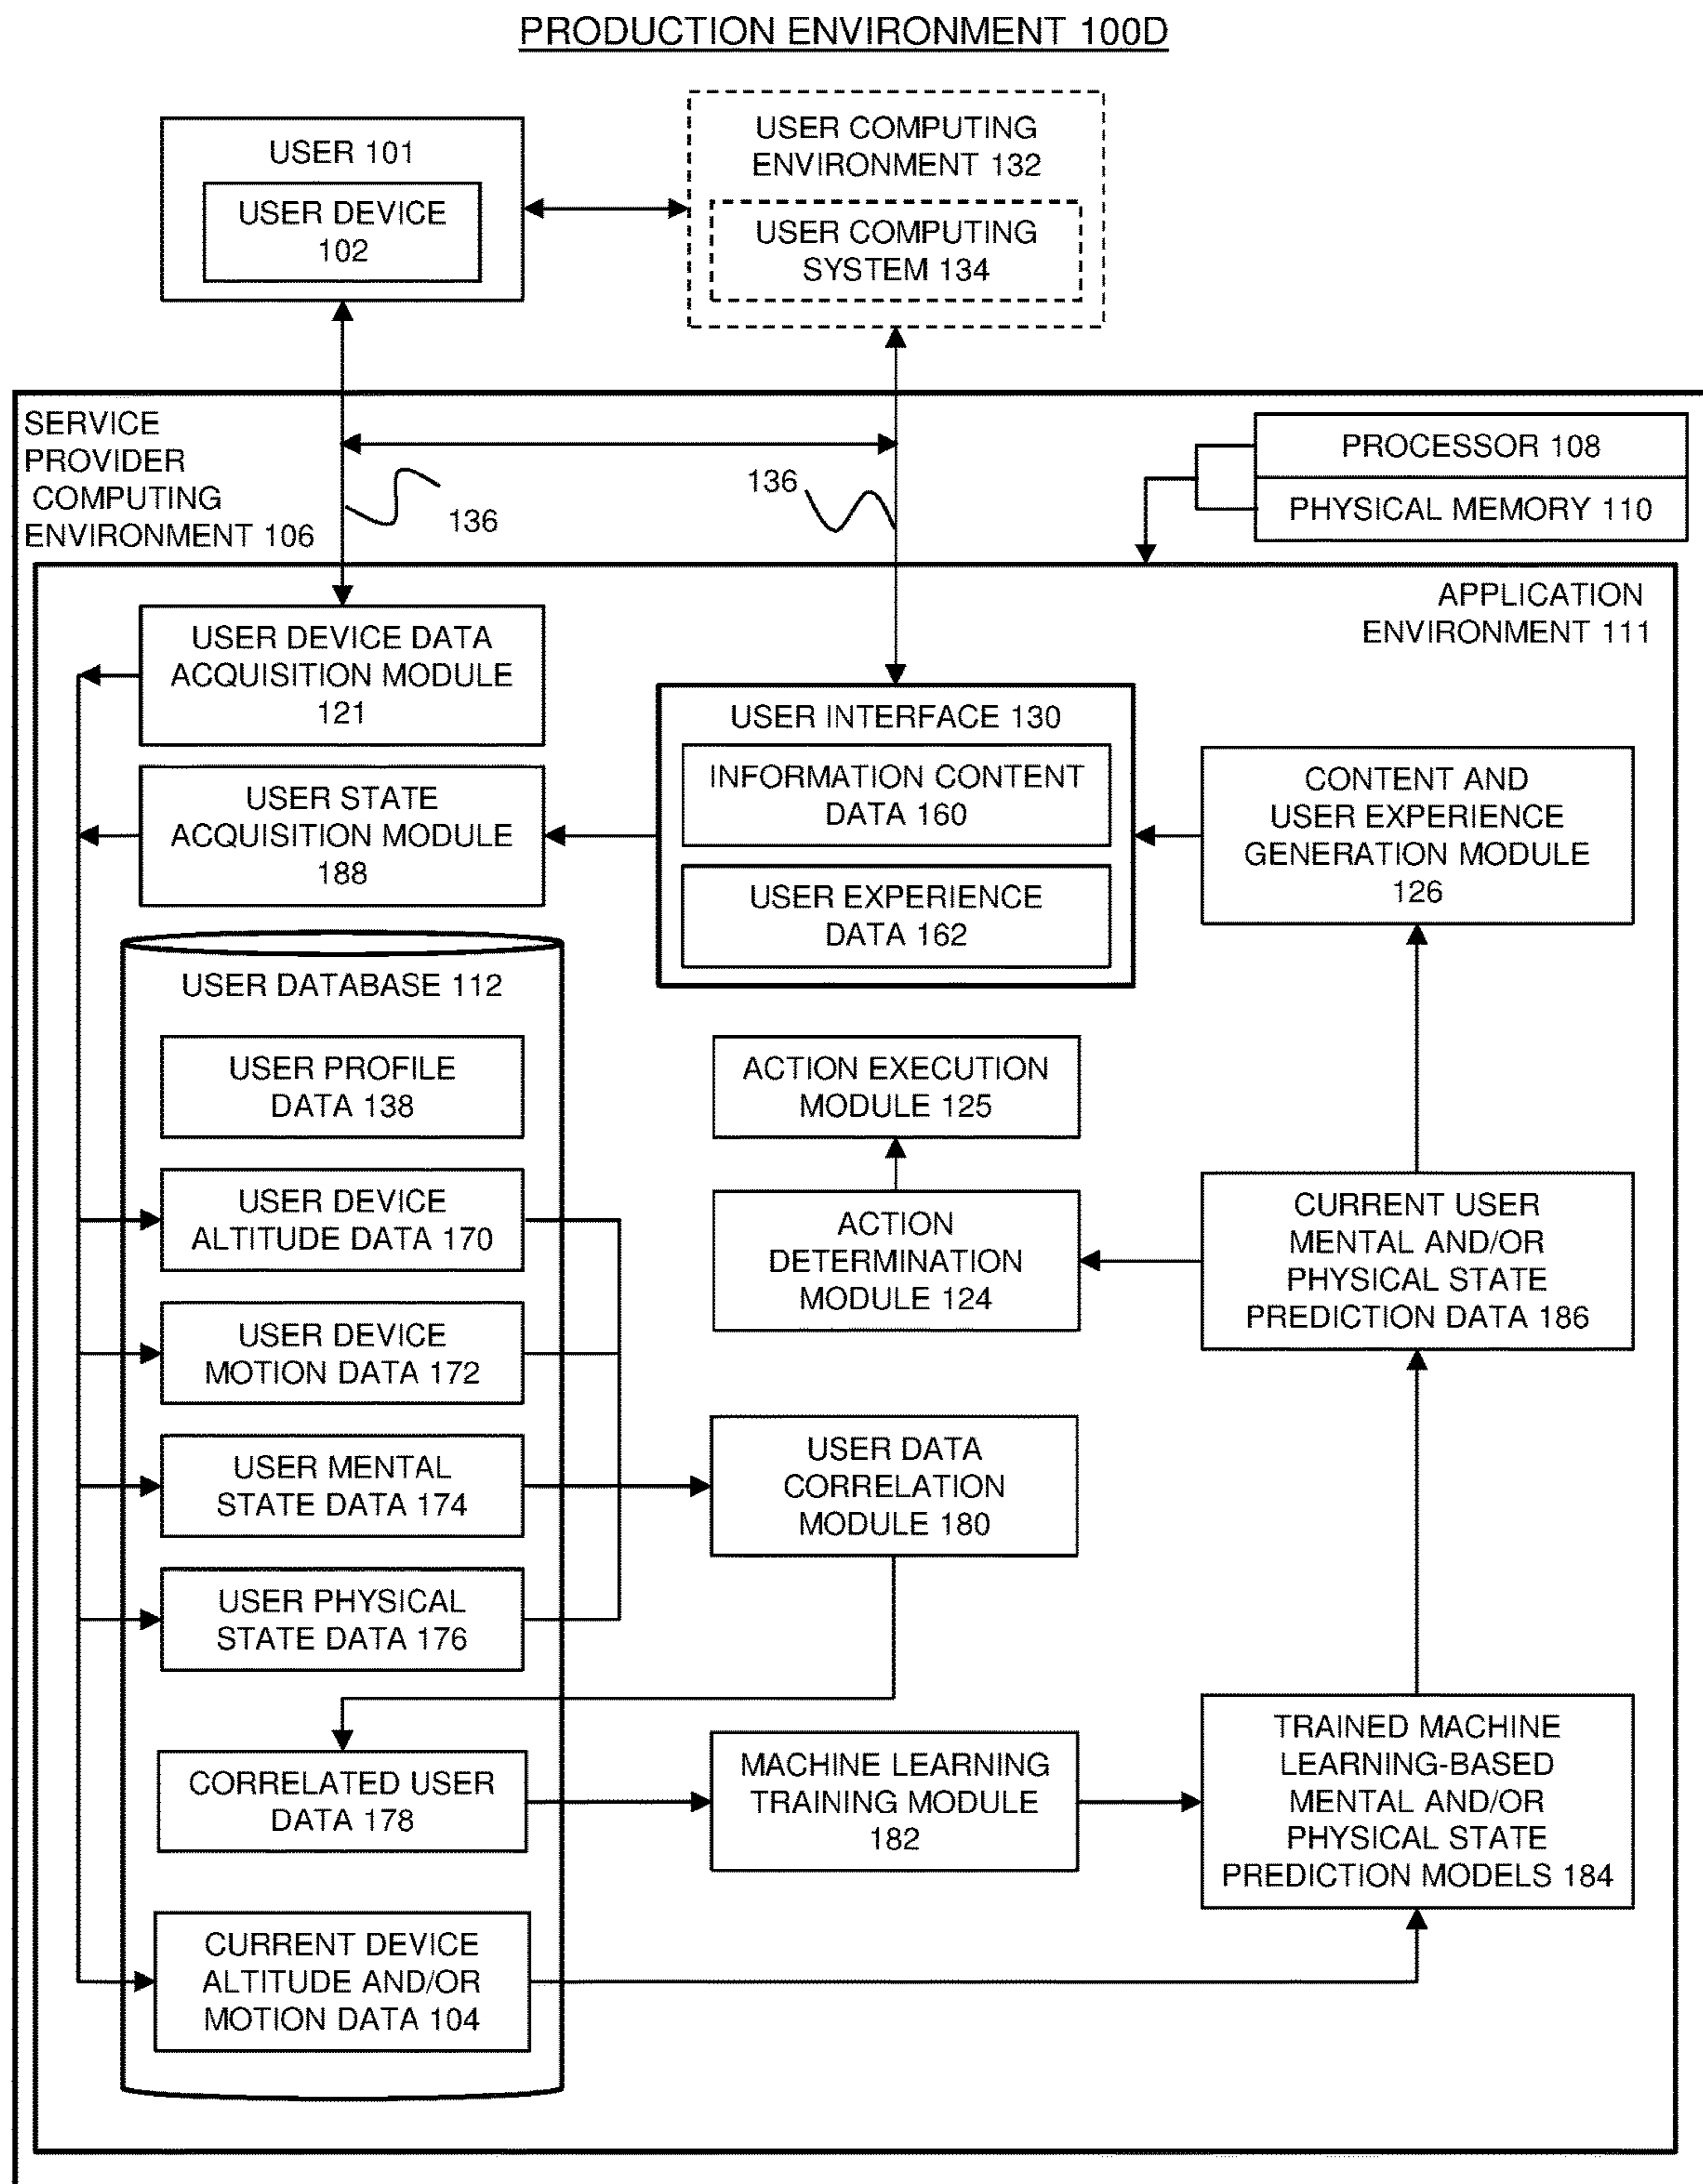 PRODUCTION ENVIRONMENT 100D
USER 101
USER DEVICE
102
USER COMPUTING
ENVIRONMENT 132
USER COMPUTING
SYSTEM 134
SERVICE
PROVIDER
COMPUTING
ENVIRONMENT 106
136
136
PROCESSOR 108
PHYSICAL MEMORY 110
APPLICATION
ENVIRONMENT 111
USER DEVICE DATA
ACQUISITION MODULE
121
USER STATE
ACQUISITION MODULE
188
USER INTERFACE 130
INFORMATION CONTENT
DATA 160
USER EXPERIENCE
DATA 162
CONTENT AND
USER EXPERIENCE
GENERATION MODULE
126
USER DATABASE 112
USER PROFILE
DATA 138
USER DEVICE
ALTITUDE DATA 170
USER DEVICE
MOTION DATA 172
USER MENTAL
STATE DATA 174
USER PHYSICAL
STATE DATA 176
CORRELATED USER
DATA 178
CURRENT DEVICE
ALTITUDE AND/OR
MOTION DATA 104
ACTION EXECUTION
MODULE 125
ACTION
DETERMINATION
MODULE 124
USER DATA
CORRELATION
MODULE 180
MACHINE LEARNING
TRAINING MODULE
182
CURRENT USER
MENTAL AND/OR
PHYSICAL STATE
PREDICTION DATA 186
TRAINED MACHINE
LEARNING-BASED
MENTAL AND/OR
PHYSICAL STATE
PREDICTION MODELS 184